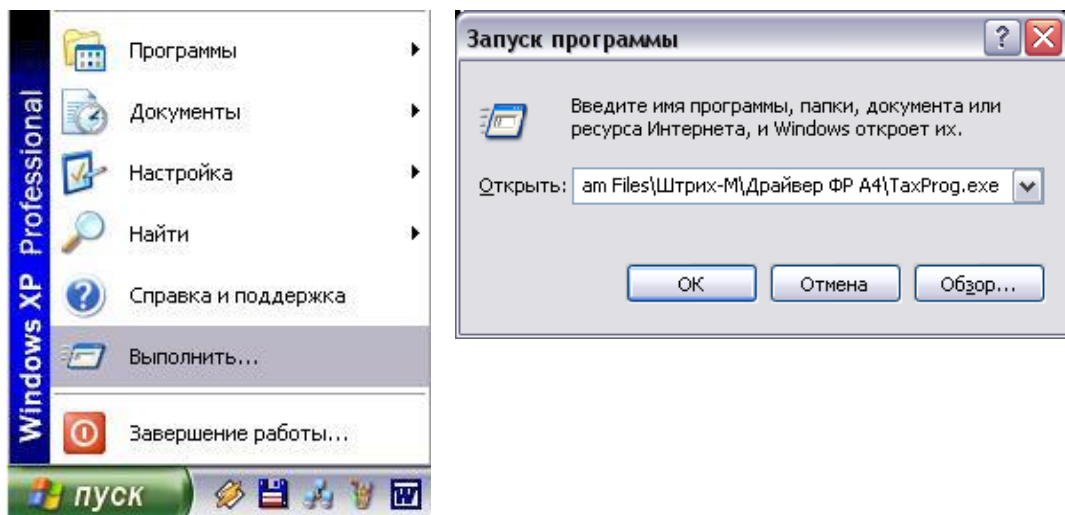 Программы
Документы
Настройка
Найти
Справка и поддержка
Выполнить...
Завершение работы...
Windows XP Professional
пуск
W
Запуск программы
?
Введите имя программы, папки, документа или
ресурса Интернета, и Windows откроет их.
Открыть: am Files\Штрих-М\Драйвер ФР А4\TaxProg.exe
ОК Отмена Обзор...